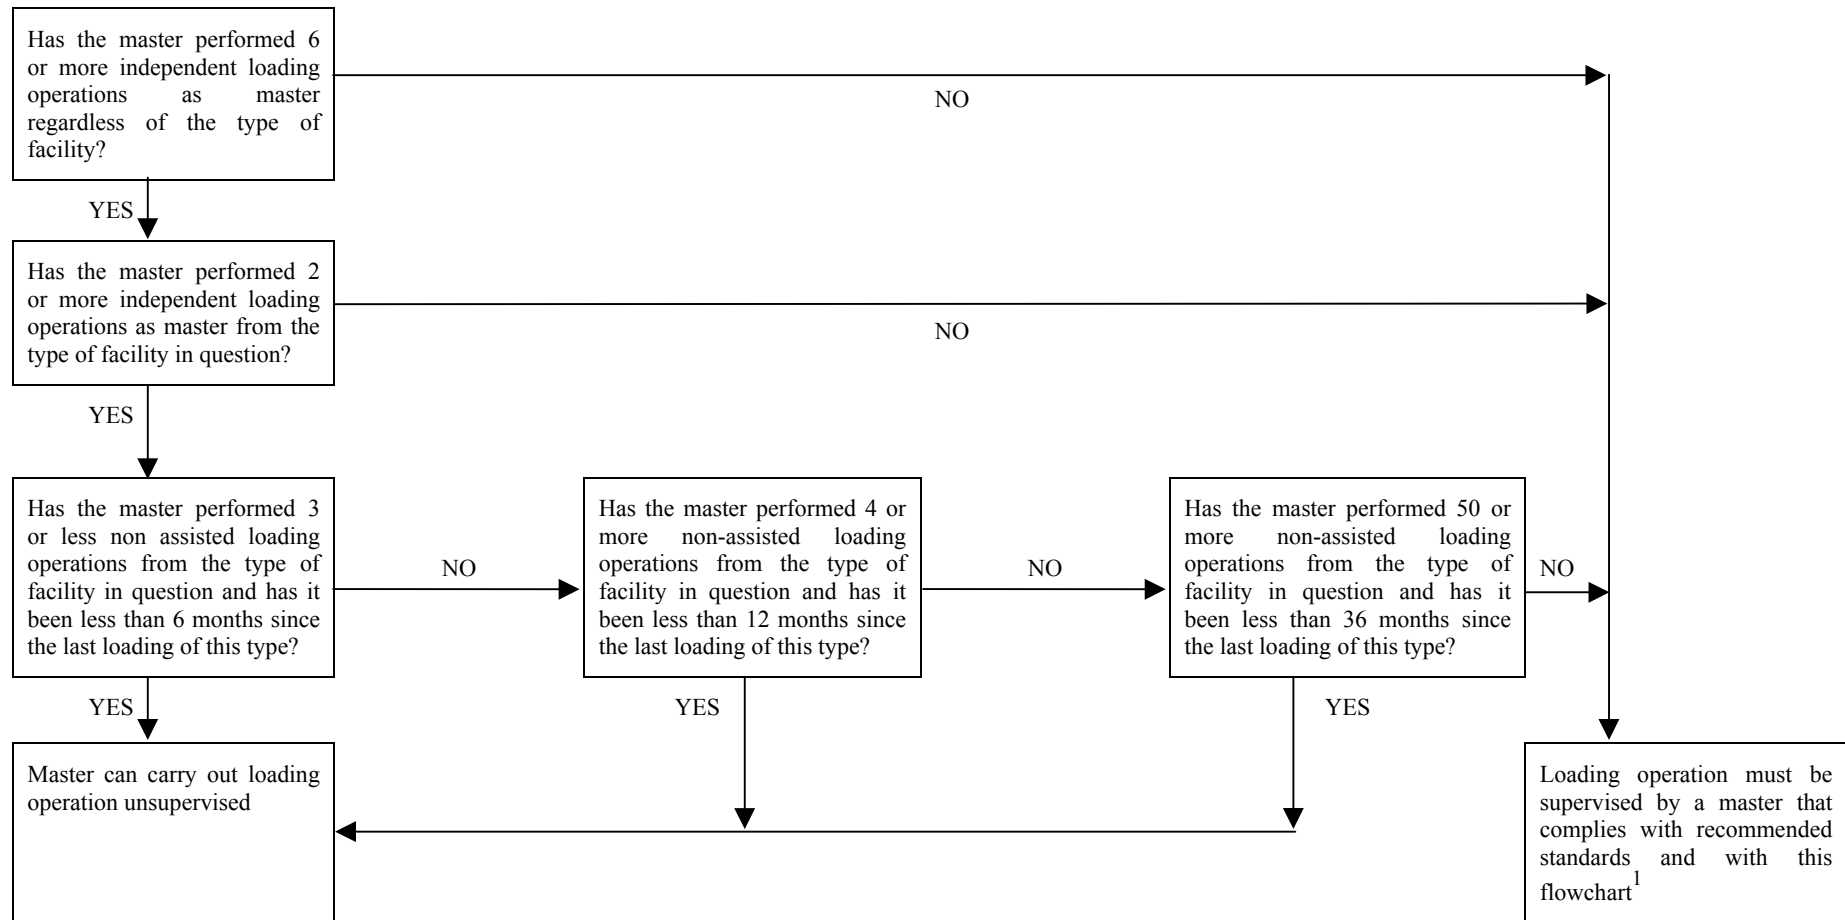 Has the master performed 6
or more independent loading
operations as master
regardless of the type of
facility?
NO
YES
Has the master performed 2
or more independent loading
operations as master from the
type of facility in question?
NO
YES
Has the master performed 3
or less non assisted loading
operations from the type of
facility in question and has it
been less than 6 months since
the last loading of this type?
NO
Has the master performed 4 or
more non-assisted loading
operations from the type of
facility in question and has it
been less than 12 months since
the last loading of this type?
NO
Has the master performed 50 or
more non-assisted loading
operations from the type of
facility in question and has it
been less than 36 months since
the last loading of this type?
NO
YES
YES
YES
Master can carry out loading
operation unsupervised
Loading operation must be
supervised by a master that
complies with recommended
standards and with this
flowchart1